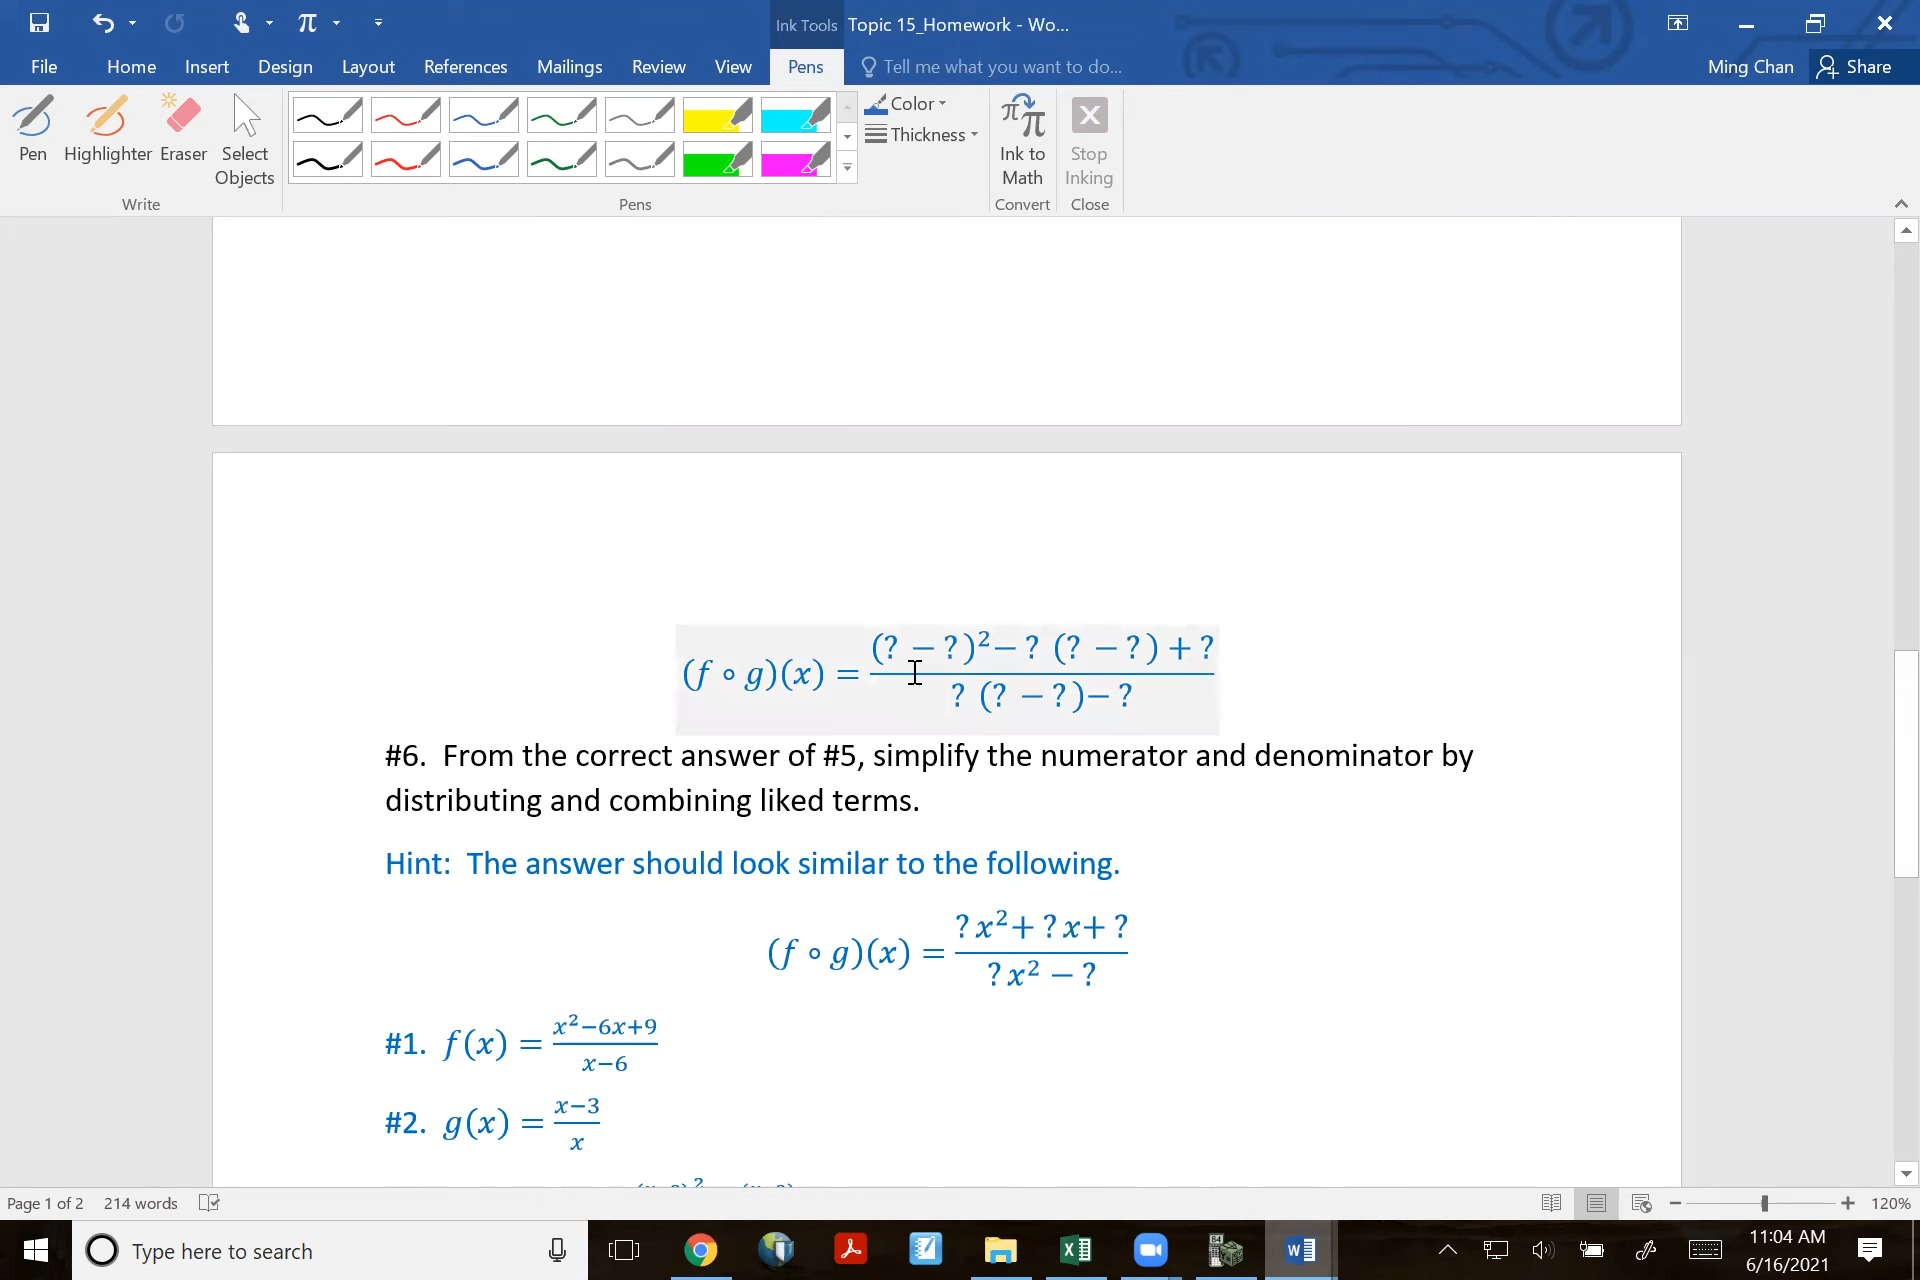 Ink Tools Topic 15_Homework - Wo...
File Home Insert Design Layout References Mailings Review View Pens Tell me what you want to do... Ming Chan Share
Color
Thickness
Pen Highlighter Eraser Select Objects
Ink to Math
Stop Inking
Write Pens Convert Close
(f ∘ g)(x) = ((? − ?)² − ? (? − ?) + ?) / (? (? − ?) − ?)
#6. From the correct answer of #5, simplify the numerator and denominator by
distributing and combining liked terms.
Hint: The answer should look similar to the following.
(f ∘ g)(x) = (? x² + ? x + ?) / (? x² − ?)
#1. f(x) = (x²−6x+9) / (x−6)
#2. g(x) = (x−3) / x
Page 1 of 2 214 words 120%
Type here to search
11:04 AM
6/16/2021